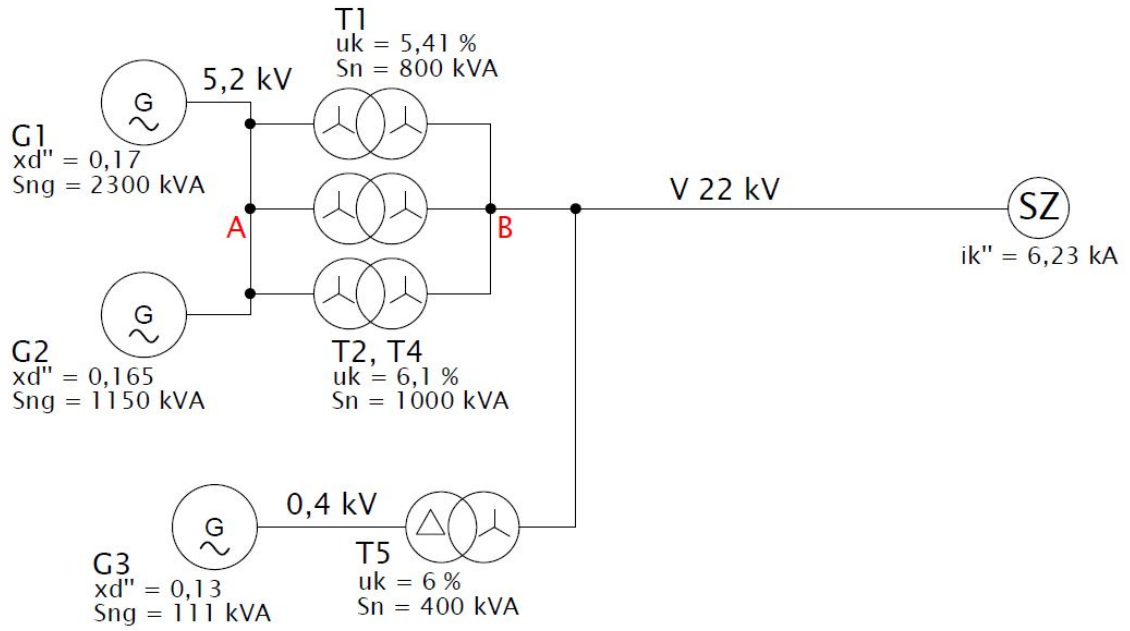 T1
uk = 5,41 %
Sn = 800 kVA
5,2 kV
G
G1
xd" = 0,17
Sng = 2300 kVA
V 22 kV
SZ
ik" = 6,23 kA
A
B
G
G2
xd" = 0,165
Sng = 1150 kVA
T2, T4
uk = 6,1 %
Sn = 1000 kVA
0,4 kV
G
G3
xd" = 0,13
Sng = 111 kVA
T5
uk = 6 %
Sn = 400 kVA